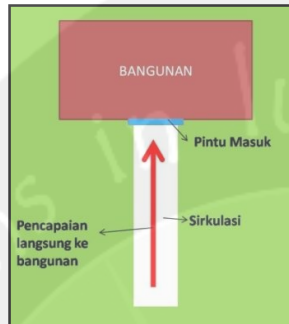 BANGUNAN
Pintu Masuk
Sirkulasi
Pencapaian
langsung ke
bangunan